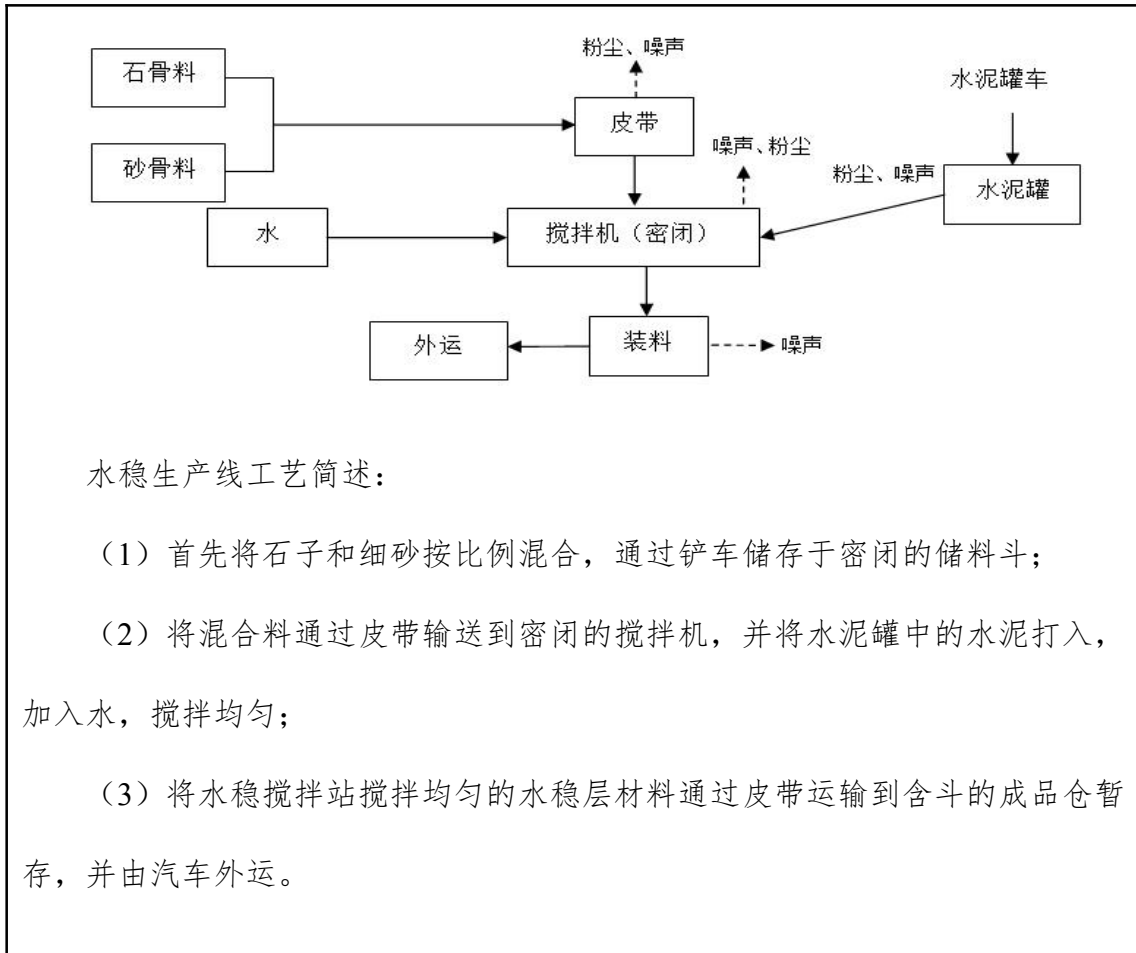 粉尘、噪声
石骨料
水泥罐车
皮带
噪声、粉尘
砂骨料
粉尘、噪声
水泥罐
水
搅拌机（密闭）
外运
装料
噪声
水稳生产线工艺简述：
（1）首先将石子和细砂按比例混合，通过铲车储存于密闭的储料斗；
（2）将混合料通过皮带输送到密闭的搅拌机，并将水泥罐中的水泥打入，
加入水，搅拌均匀；
（3）将水稳搅拌站搅拌均匀的水稳层材料通过皮带运输到含斗的成品仓暂
存，并由汽车外运。